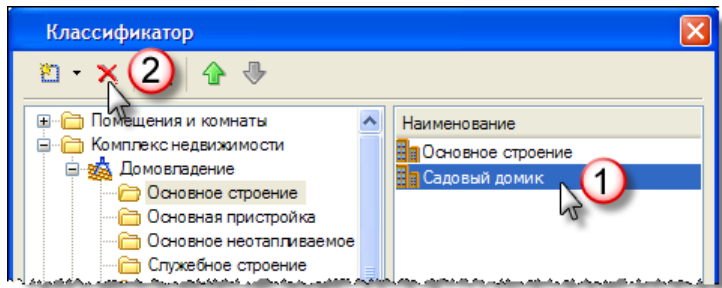 Классификатор
2
Помещения и комнаты
Комплекс недвижимости
Домовладение
Основное строение
Основная пристройка
Основное неотапливаемое
Служебное строение
Наименование
Основное строение
Садовый домик
1